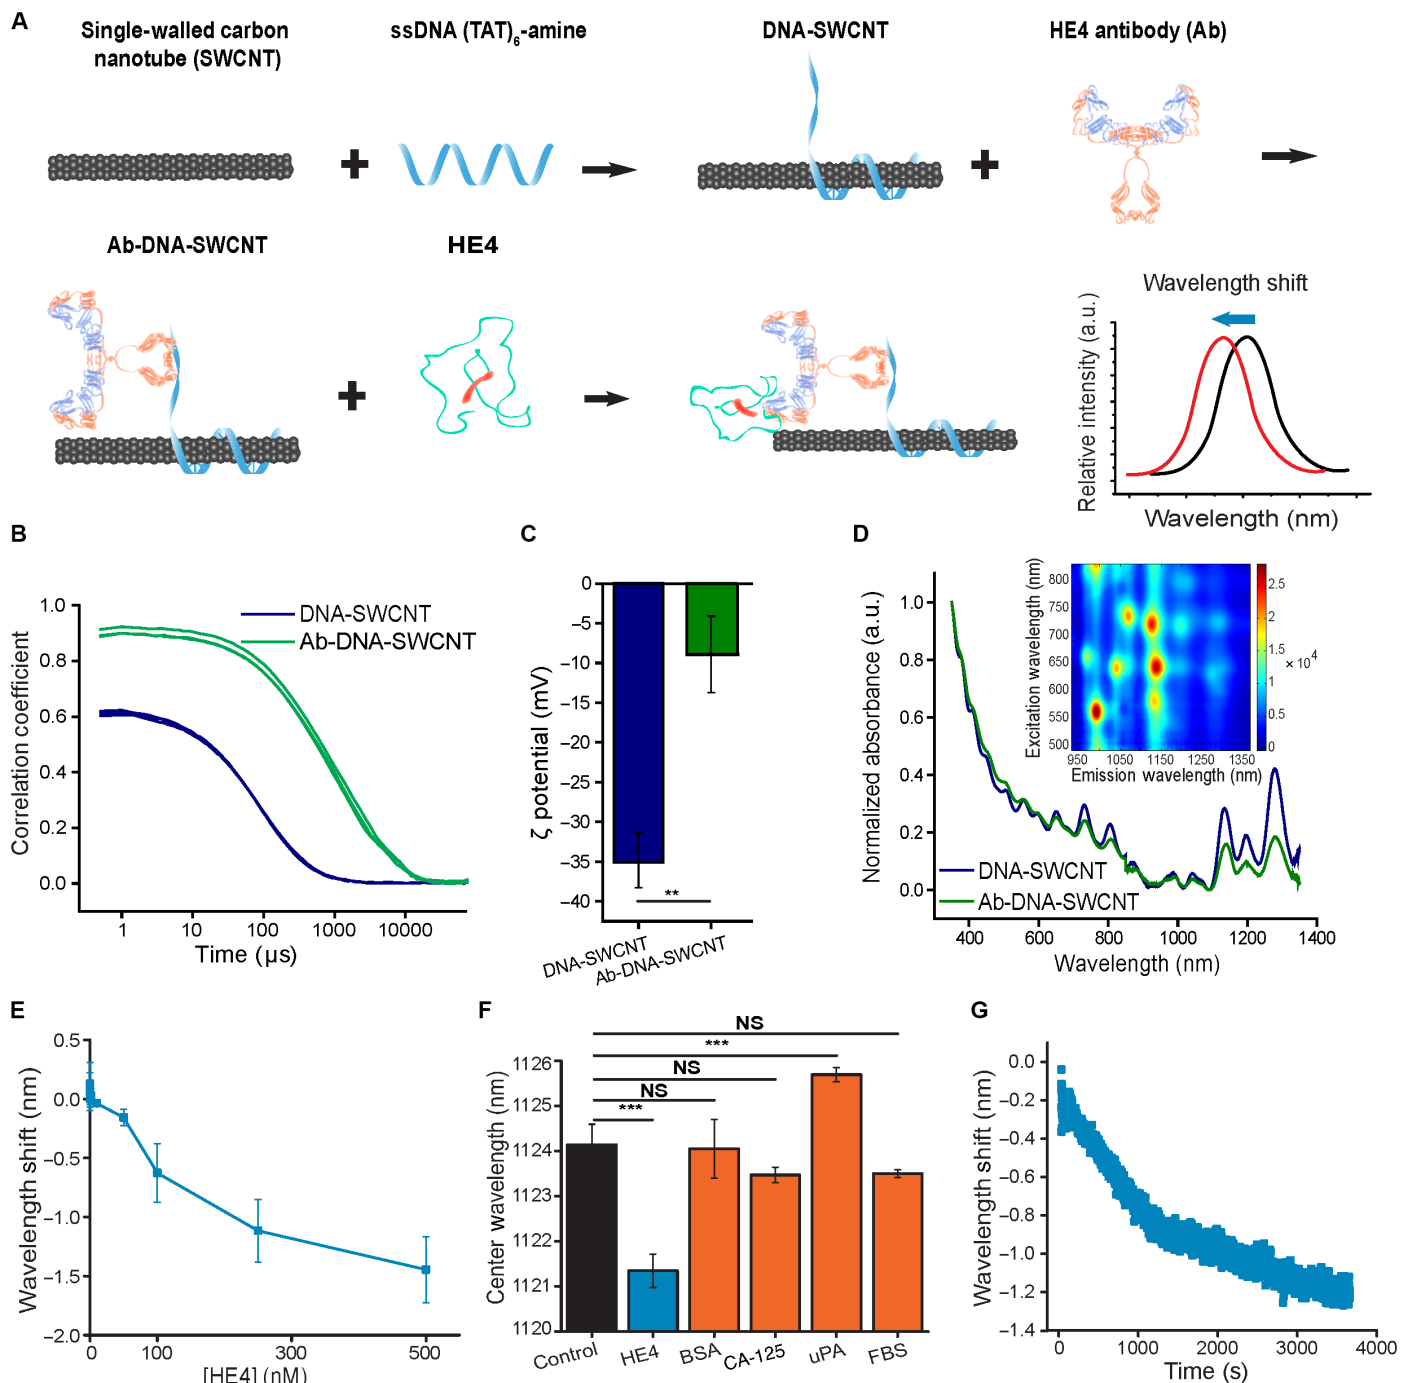 A
Single-walled carbon
nanotube (SWCNT)
ssDNA (TAT)6-amine
DNA-SWCNT
HE4 antibody (Ab)
Ab-DNA-SWCNT
HE4
Wavelength shift
Relative intensity (a.u.)
Wavelength (nm)
B
Correlation coefficient
1.0
0.8
0.6
0.4
0.2
0.0
DNA-SWCNT
Ab-DNA-SWCNT
1
10
100
1000
10000
Time (µs)
C
ζ potential (mV)
0
−5
−10
−15
−20
−25
−30
−35
−40
**
DNA-SWCNT
Ab-DNA-SWCNT
D
Normalized absorbance (a.u.)
1.0
0.8
0.6
0.4
0.2
0.0
Excitation wavelength (nm)
800
750
700
650
600
550
500
950
1050
1150
1250
1350
Emission wavelength (nm)
2.5
2
1.5
1
0.5
0
× 10⁴
DNA-SWCNT
Ab-DNA-SWCNT
400
600
800
1000
1200
1400
Wavelength (nm)
E
Wavelength shift (nm)
0.5
0.0
−0.5
−1.0
−1.5
−2.0
0
100
300
500
[HE4] (nM)
F
Center wavelength (nm)
1126
1125
1124
1123
1122
1121
1120
NS
***
NS
NS
***
Control
HE4
BSA
CA-125
uPA
FBS
G
Wavelength shift (nm)
0.0
−0.2
−0.4
−0.6
−0.8
−1.0
−1.2
−1.4
0
1000
2000
3000
4000
Time (s)